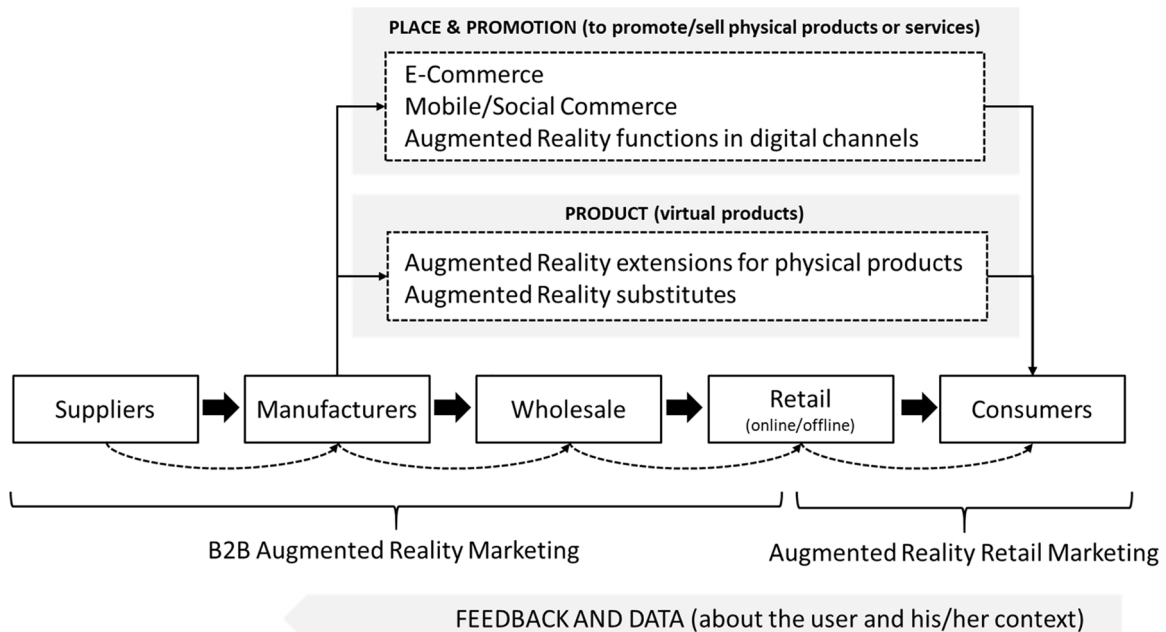 PLACE & PROMOTION (to promote/sell physical products or services)
E-Commerce
Mobile/Social Commerce
Augmented Reality functions in digital channels
PRODUCT (virtual products)
Augmented Reality extensions for physical products
Augmented Reality substitutes
Suppliers
Manufacturers
Wholesale
Retail
(online/offline)
Consumers
B2B Augmented Reality Marketing
Augmented Reality Retail Marketing
FEEDBACK AND DATA (about the user and his/her context)